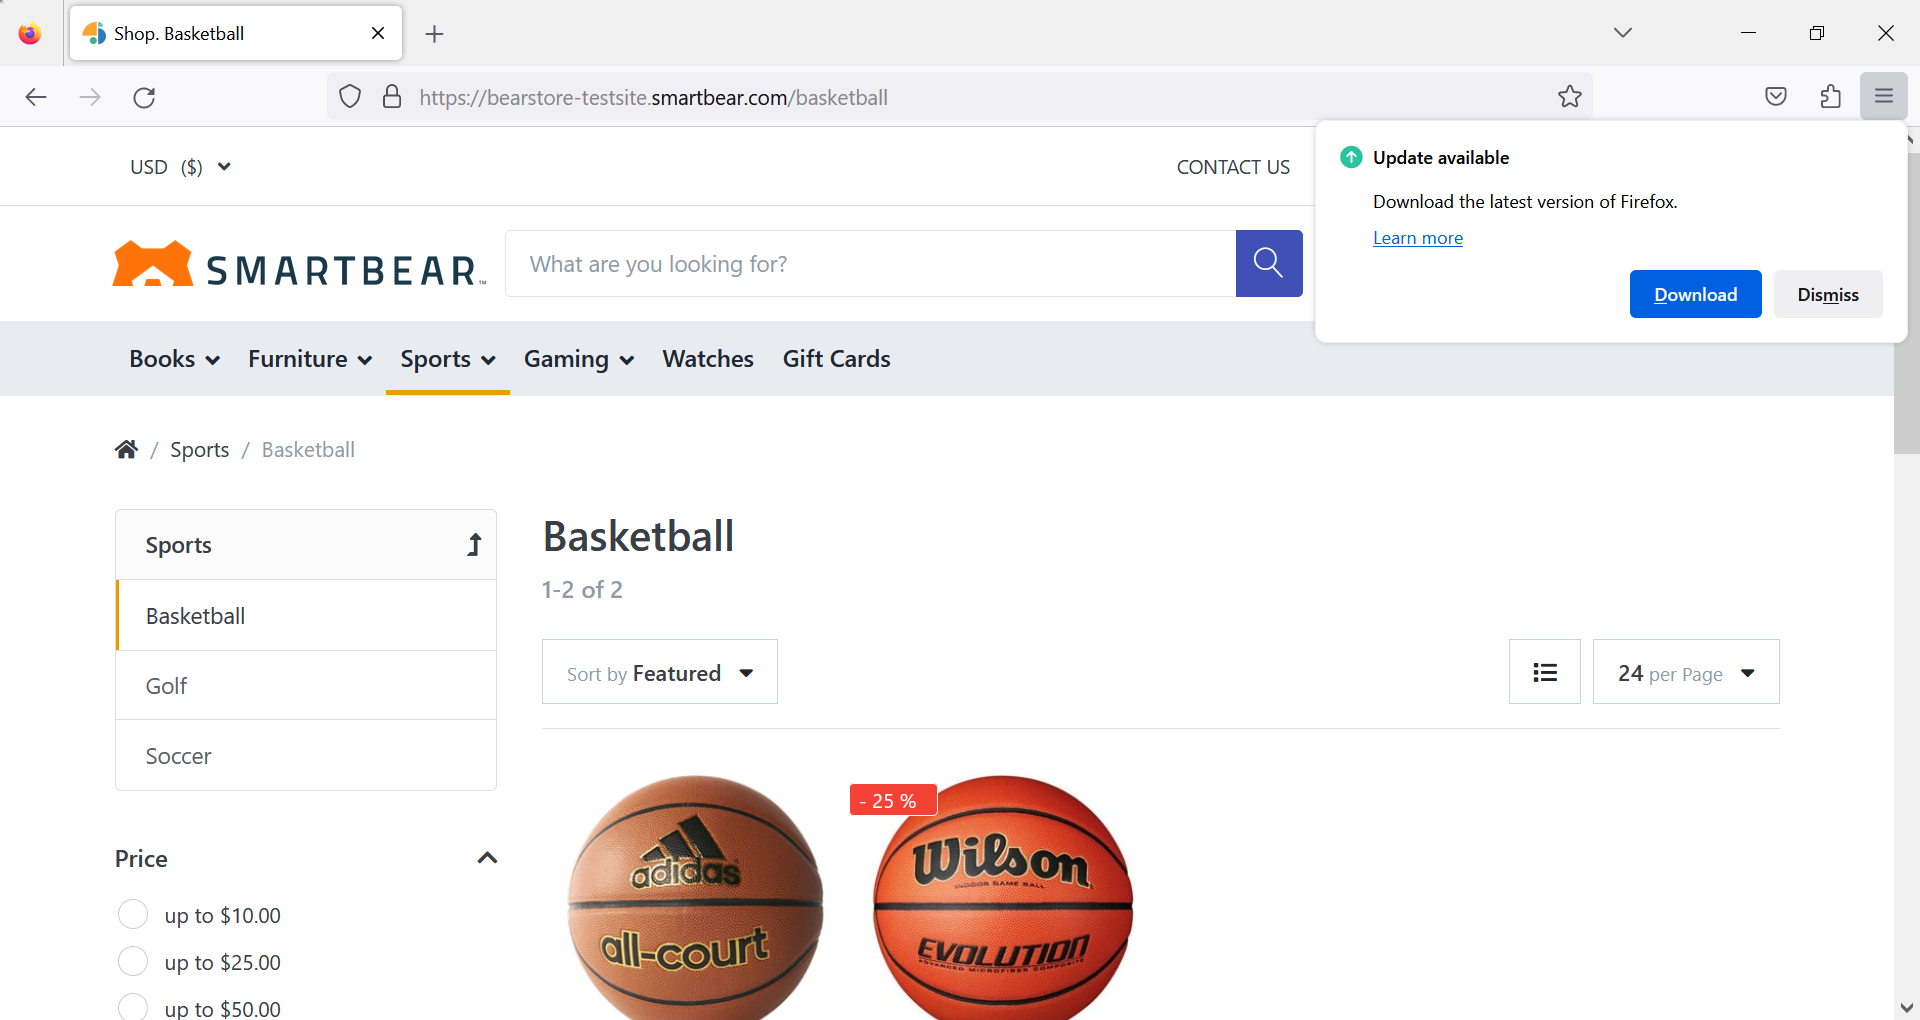 Shop. Basketball
https://bearstore-testsite.smartbear.com/basketball
Update available
Download the latest version of Firefox.
Learn more
Download
Dismiss
USD ($)
CONTACT US
SMARTBEAR™
What are you looking for?
Books
Furniture
Sports
Gaming
Watches
Gift Cards
/ Sports / Basketball
Sports
Basketball
Golf
Soccer
Price
up to $10.00
up to $25.00
up to $50.00
Basketball
1-2 of 2
Sort by Featured
24 per Page
adidas
all-court
- 25 %
Wilson
INDOOR GAME BALL
EVOLUTION
ADVANCED MICROFIBER COMPOSITE